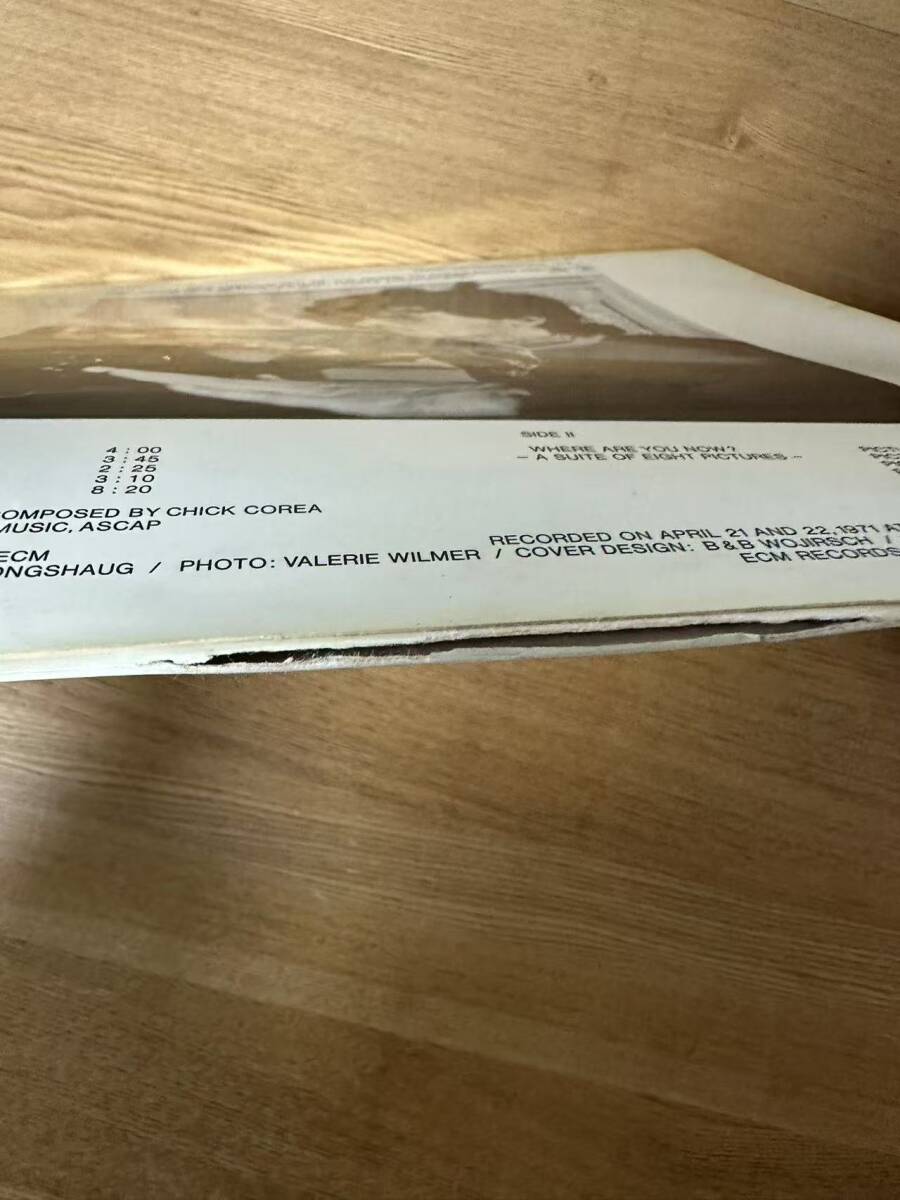 4 : 00
3 : 45
2 : 25
3 : 10
8 : 20
COMPOSED BY CHICK COREA
MUSIC, ASCAP
ECM
ONGSHAUG / PHOTO: VALERIE WILMER / COVER DESIGN: B & B WOJIRSCH /
SIDE II
WHERE ARE YOU NOW?
– A SUITE OF EIGHT PICTURES –
RECORDED ON APRIL 21 AND 22, 1971 AT
ECM RECORDS